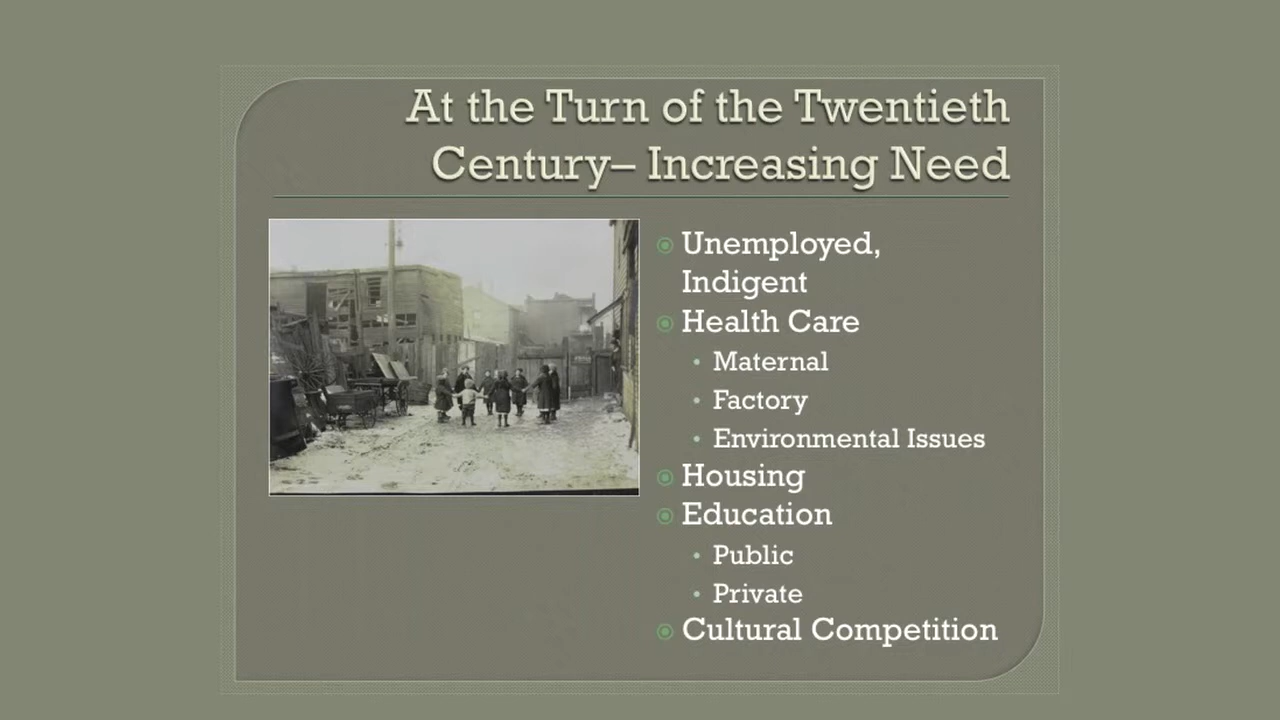 At the Turn of the Twentieth
Century– Increasing Need
Unemployed,
Indigent
Health Care
Maternal
Factory
Environmental Issues
Housing
Education
Public
Private
Cultural Competition